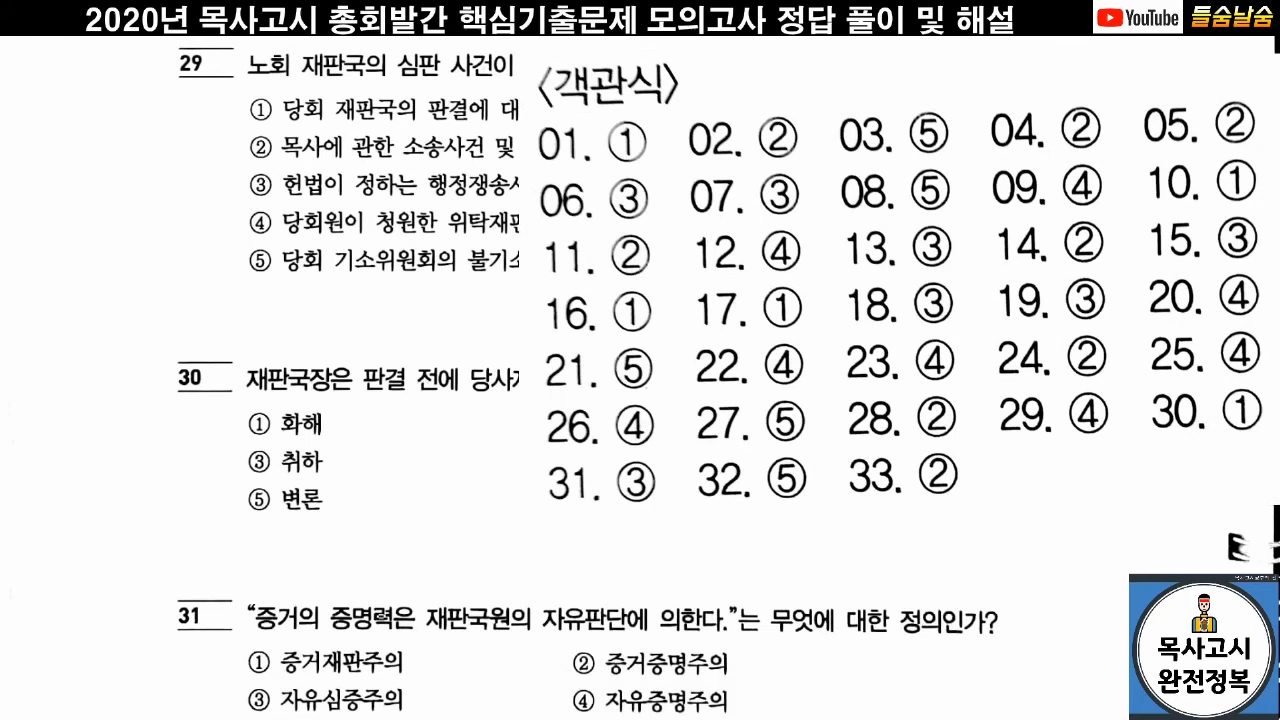 2020년 목사고시 총회발간 핵심기출문제 모의고사 정답 풀이 및 해설
YouTube 들숨날숨
29 노회 재판국의 심판 사건이
① 당회 재판국의 판결에 대
② 목사에 관한 소송사건 및
③ 헌법이 정하는 행정쟁송
④ 당회원이 청원한 위탁재판
⑤ 당회 기소위원회의 불기소
30 재판국장은 판결 전에 당사자
① 화해
③ 취하
⑤ 변론
〈객관식〉
01. ① 02. ② 03. ⑤ 04. ② 05. ②
06. ③ 07. ③ 08. ⑤ 09. ④ 10. ①
11. ② 12. ④ 13. ③ 14. ② 15. ③
16. ① 17. ① 18. ③ 19. ③ 20. ④
21. ⑤ 22. ④ 23. ④ 24. ② 25. ④
26. ④ 27. ⑤ 28. ② 29. ④ 30. ①
31. ③ 32. ⑤ 33. ②
31 “증거의 증명력은 재판국원의 자유판단에 의한다.”는 무엇에 대한 정의인가?
① 증거재판주의 ② 증거증명주의
③ 자유심증주의 ④ 자유증명주의
목사고시
완전정복